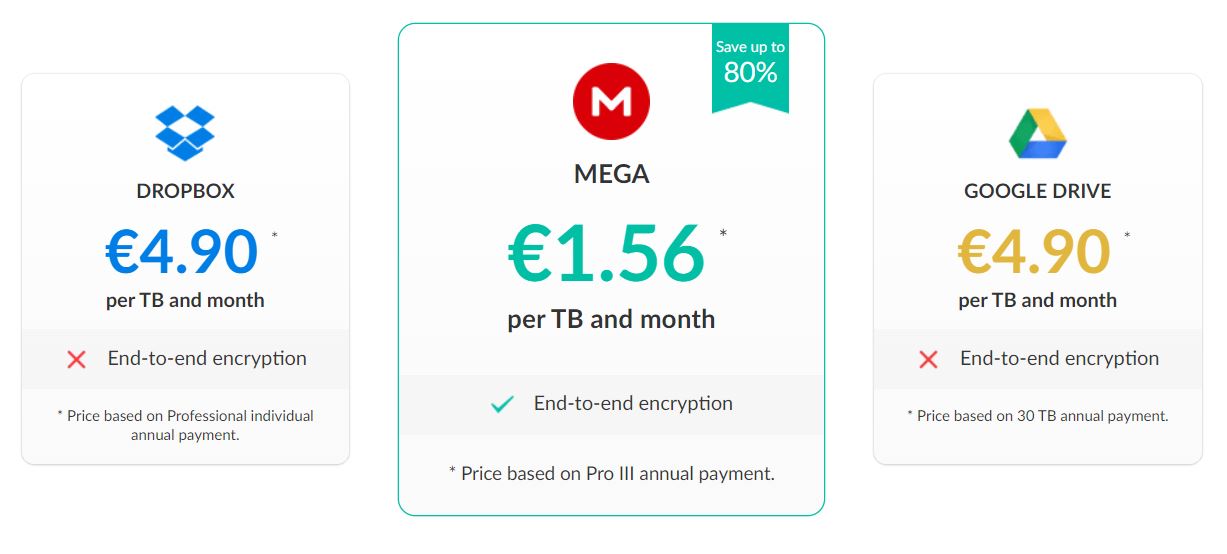 DROPBOX
€4.90 *
per TB and month
End-to-end encryption
* Price based on Professional individual
annual payment.
Save up to
80%
M
MEGA
€1.56 *
per TB and month
End-to-end encryption
* Price based on Pro III annual payment.
GOOGLE DRIVE
€4.90 *
per TB and month
End-to-end encryption
* Price based on 30 TB annual payment.